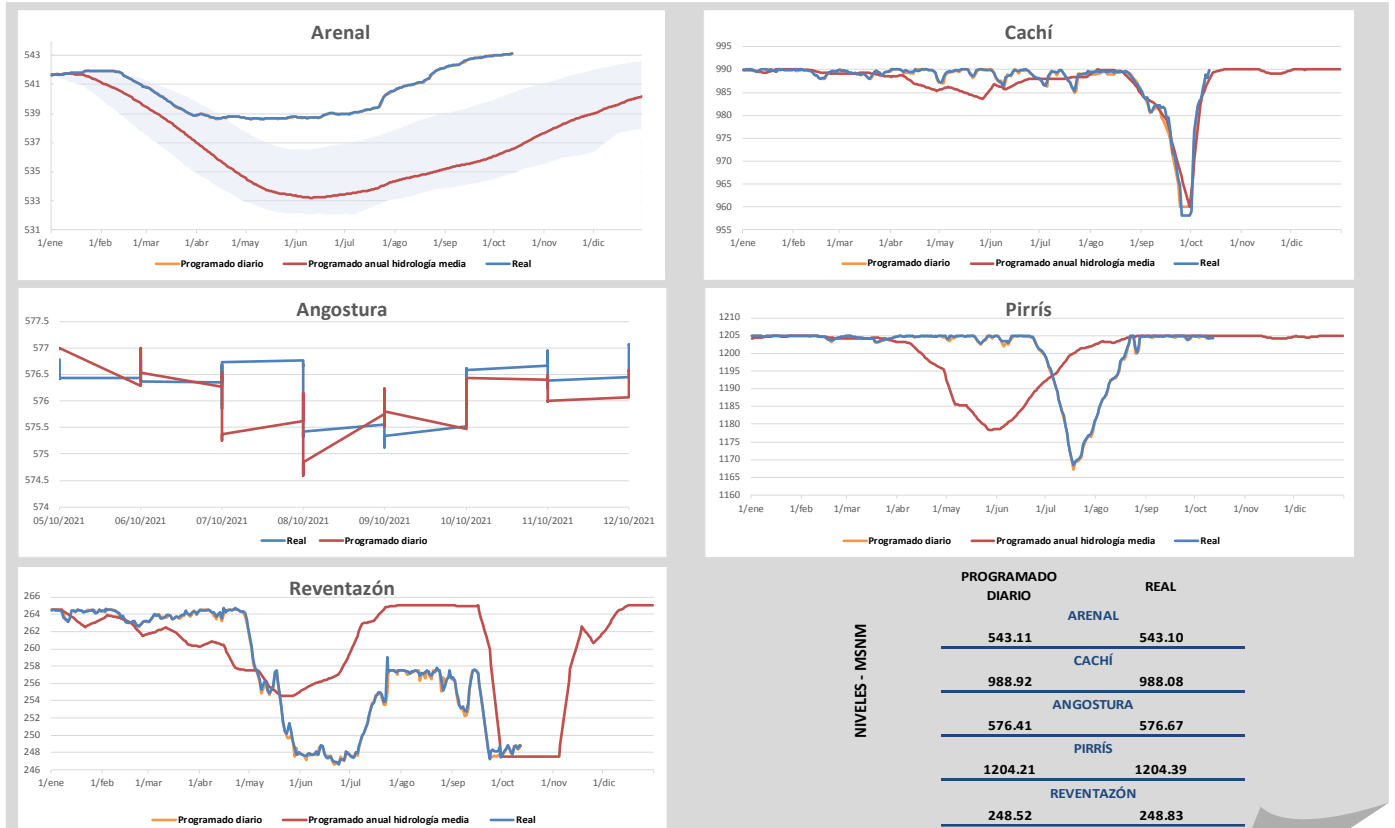 Arenal
543
541
539
537
535
533
531
1/ene 1/feb 1/mar 1/abr 1/may 1/jun 1/jul 1/ago 1/sep 1/oct 1/nov 1/dic
Programado diario Programado anual hidrología media Real
Cachí
995
990
985
980
975
970
965
960
955
1/ene 1/feb 1/mar 1/abr 1/may 1/jun 1/jul 1/ago 1/sep 1/oct 1/nov 1/dic
Programado diario Programado anual hidrología media Real
Angostura
577.5
577
576.5
576
575.5
575
574.5
574
05/10/2021 06/10/2021 07/10/2021 08/10/2021 09/10/2021 10/10/2021 11/10/2021 12/10/2021
Real Programado diario
Pirrís
1210
1205
1200
1195
1190
1185
1180
1175
1170
1165
1160
1/ene 1/feb 1/mar 1/abr 1/may 1/jun 1/jul 1/ago 1/sep 1/oct 1/nov 1/dic
Programado diario Programado anual hidrología media Real
Reventazón
266
264
262
260
258
256
254
252
250
248
246
1/ene 1/feb 1/mar 1/abr 1/may 1/jun 1/jul 1/ago 1/sep 1/oct 1/nov 1/dic
Programado diario Programado anual hidrología media Real
NIVELES - MSNM
PROGRAMADO
DIARIO
REAL
ARENAL
543.11 543.10
CACHÍ
988.92 988.08
ANGOSTURA
576.41 576.67
PIRRÍS
1204.21 1204.39
REVENTAZÓN
248.52 248.83